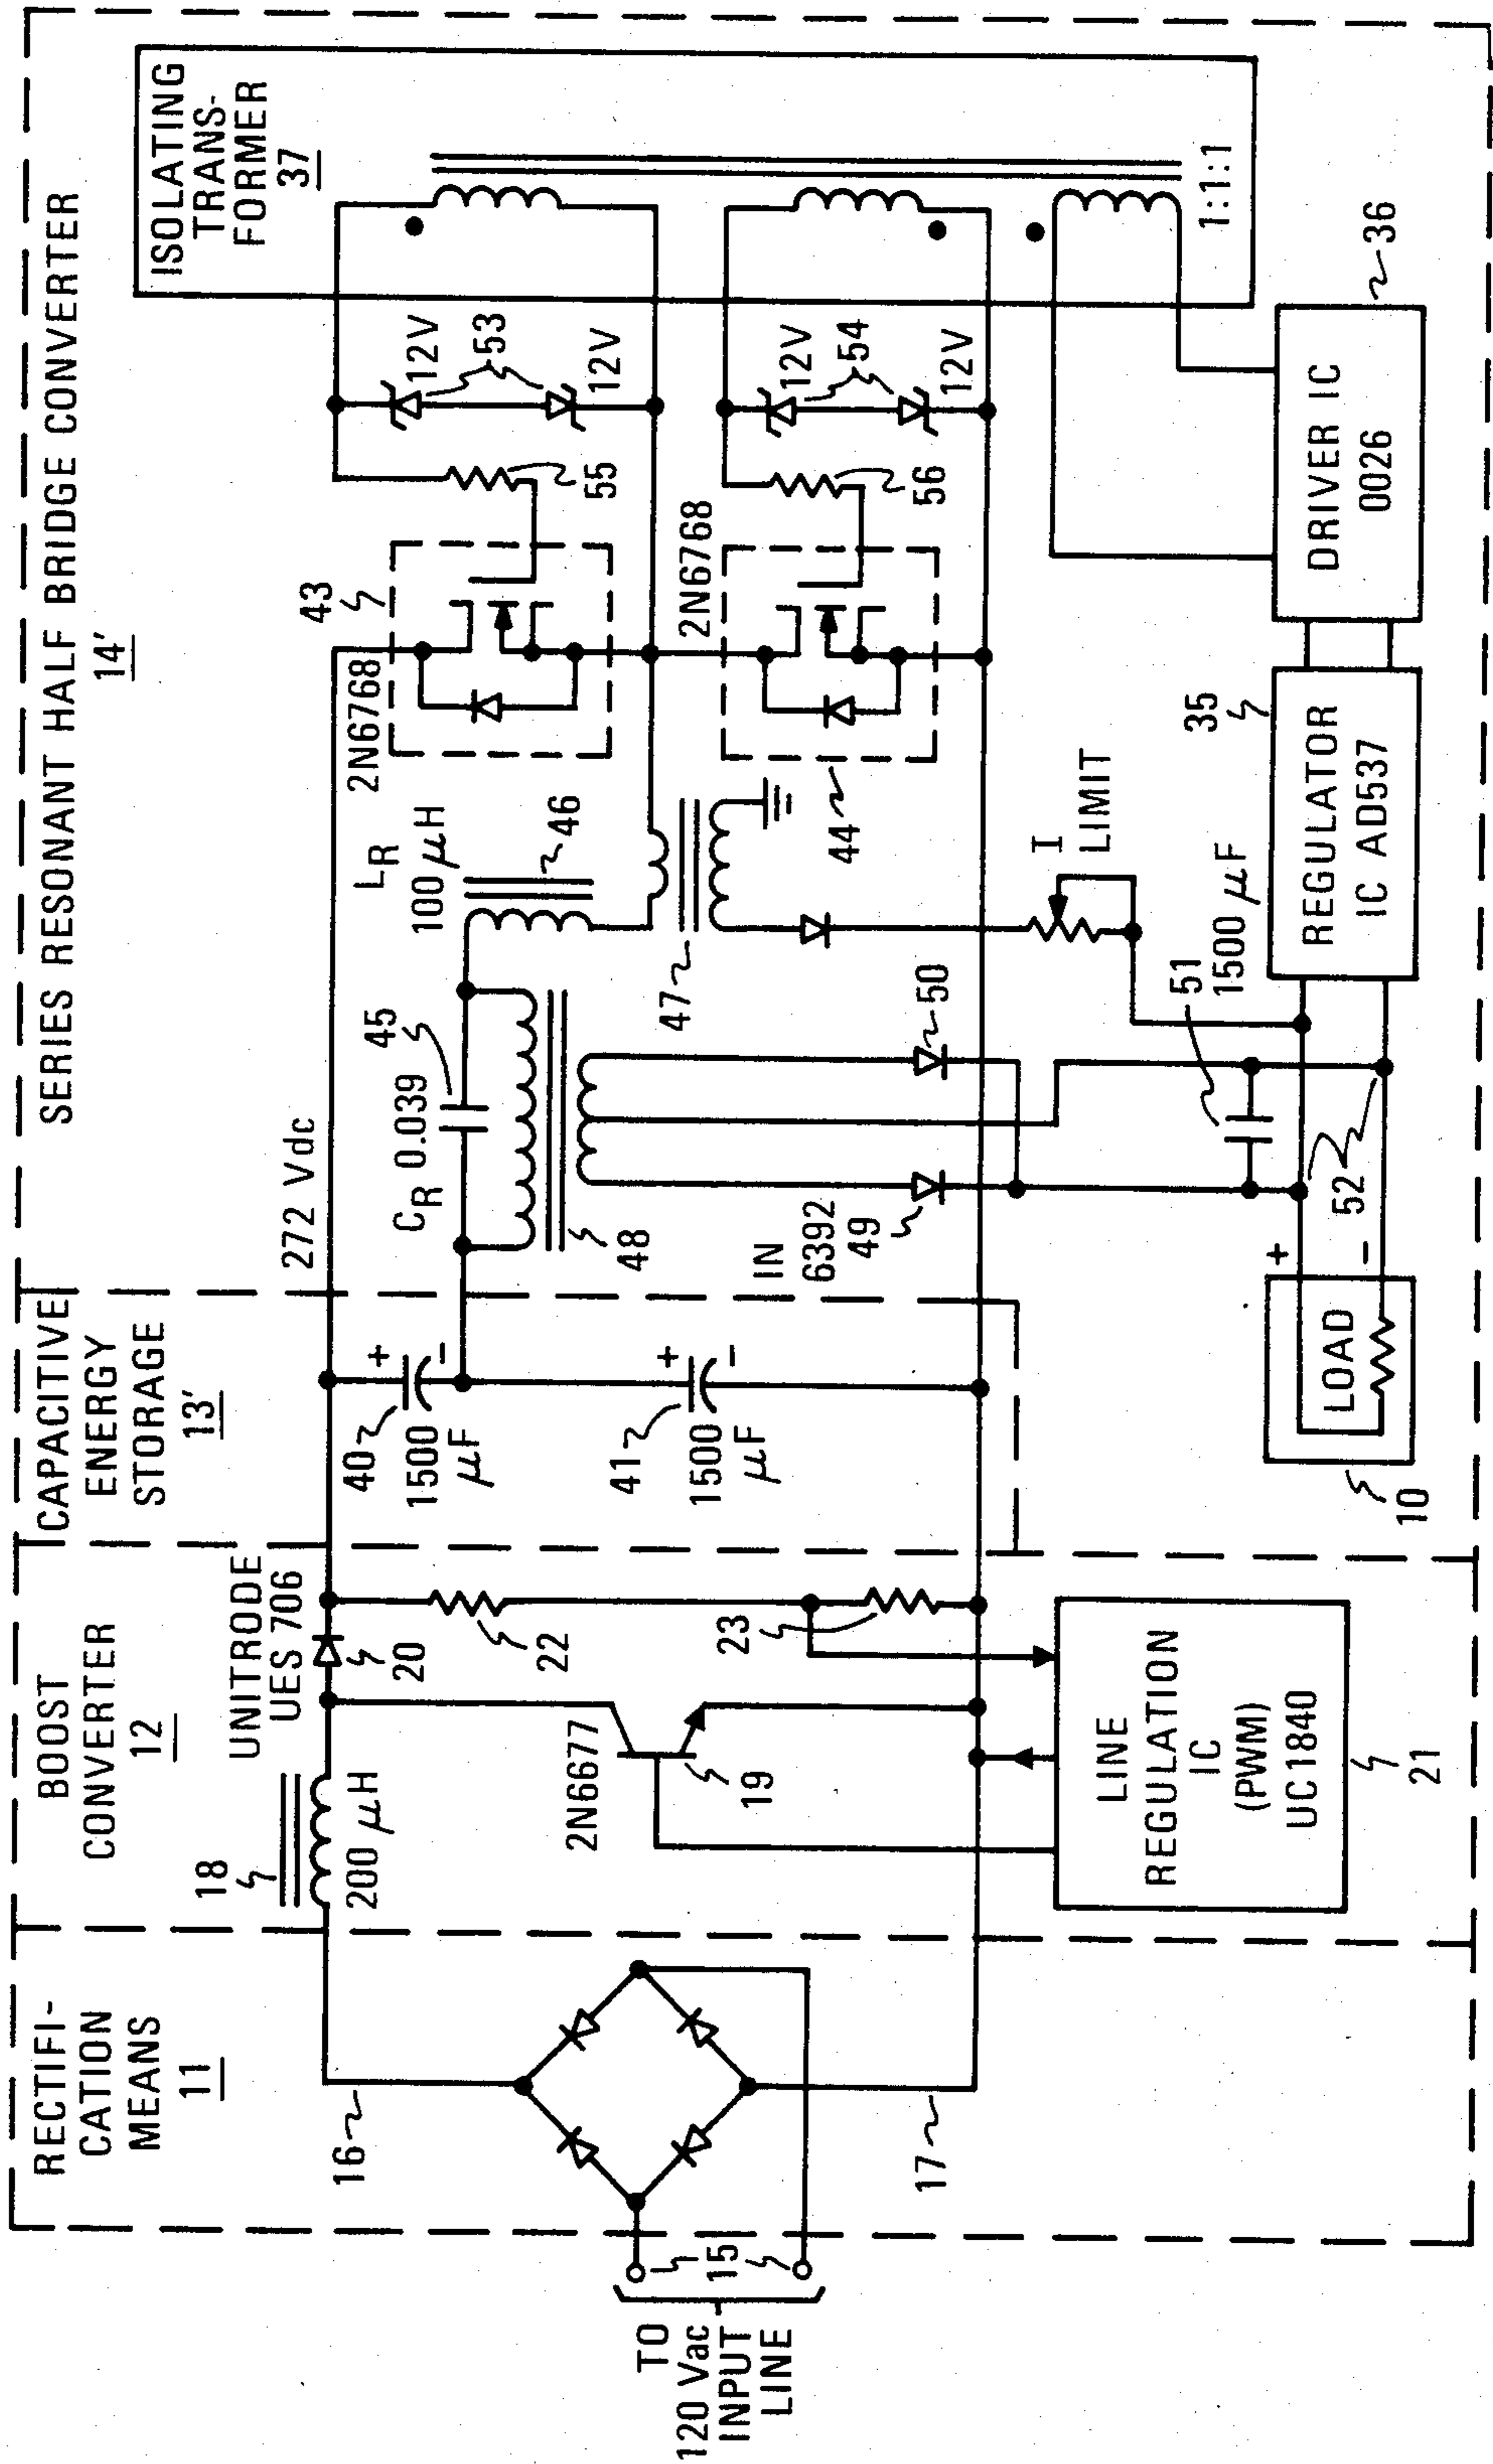 RECTIFI-
CATION
MEANS
11
BOOST
CONVERTER
12
CAPACITIVE
ENERGY
STORAGE
13'
SERIES RESONANT HALF BRIDGE CONVERTER
14'
TO
120 Vac
INPUT
LINE
15
16
17
18
200 μH
UNITRODE
UES 706
20
22
23
2N6677
19
LINE
REGULATION
IC
(PWM)
UC1840
21
272 Vdc
40
+
-
1500
μF
41
+
-
1500
μF
CR 0.039
45
48
LR
100 μH
46
47
IN
6392
49
50
I
LIMIT
51
1500 μF
52
+
-
LOAD
10
43
2N6768
2N6768
44
55
56
12V
53
12V
12V
54
12V
ISOLATING
TRANS-
FORMER
37
1:1:1
35
REGULATOR
IC AD537
DRIVER IC
0026
36